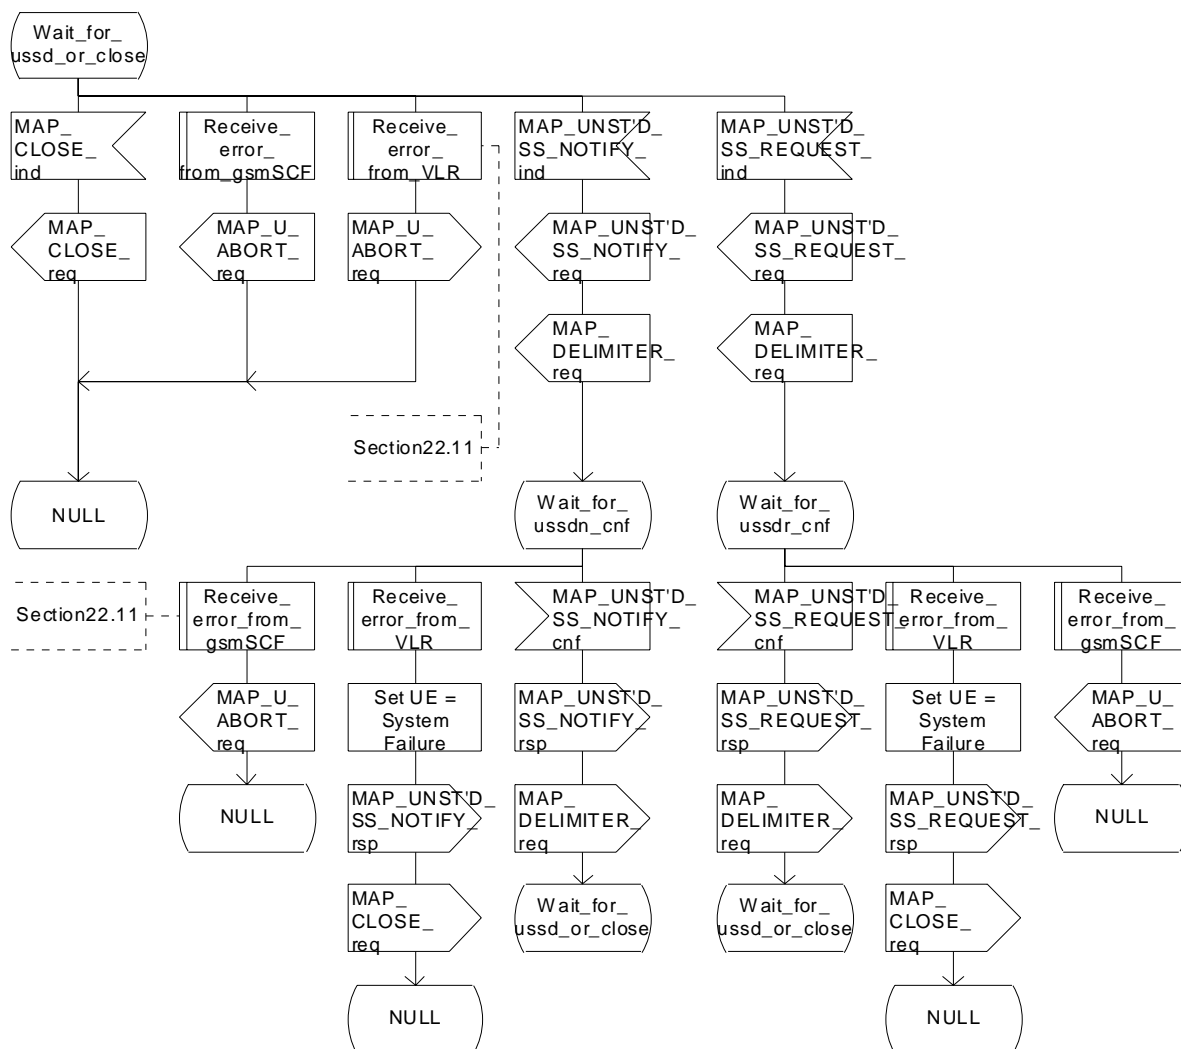 Wait_for_
ussd_or_close
MAP_
CLOSE_
ind
Receive_
error_
from_gsmSCF
Receive_
error_
from_VLR
MAP_UNST'D_
SS_NOTIFY_
ind
MAP_UNST'D_
SS_REQUEST_
ind
MAP_
CLOSE_
req
MAP_U_
ABORT_
req
MAP_U_
ABORT_
req
MAP_UNST'D_
SS_NOTIFY_
req
MAP_UNST'D_
SS_REQUEST_
req
MAP_
DELIMITER_
req
MAP_
DELIMITER_
req
Section22.11
NULL
Wait_for_
ussdn_cnf
Wait_for_
ussdr_cnf
Section22.11
Receive_
error_from_
gsmSCF
Receive_
error_from_
VLR
MAP_UNST'D_
SS_NOTIFY_
cnf
MAP_UNST'D_
SS_REQUEST_
cnf
Receive_
error_from_
VLR
Receive_
error_from_
gsmSCF
MAP_U_
ABORT_
req
Set UE =
System
Failure
MAP_UNST'D_
SS_NOTIFY_
rsp
MAP_UNST'D_
SS_REQUEST_
rsp
Set UE =
System
Failure
MAP_U_
ABORT_
req
NULL
MAP_UNST'D_
SS_NOTIFY_
rsp
MAP_
DELIMITER_
req
MAP_
DELIMITER_
req
MAP_UNST'D_
SS_REQUEST_
rsp
NULL
MAP_
CLOSE_
req
Wait_for_
ussd_or_close
Wait_for_
ussd_or_close
MAP_
CLOSE_
req
NULL
NULL